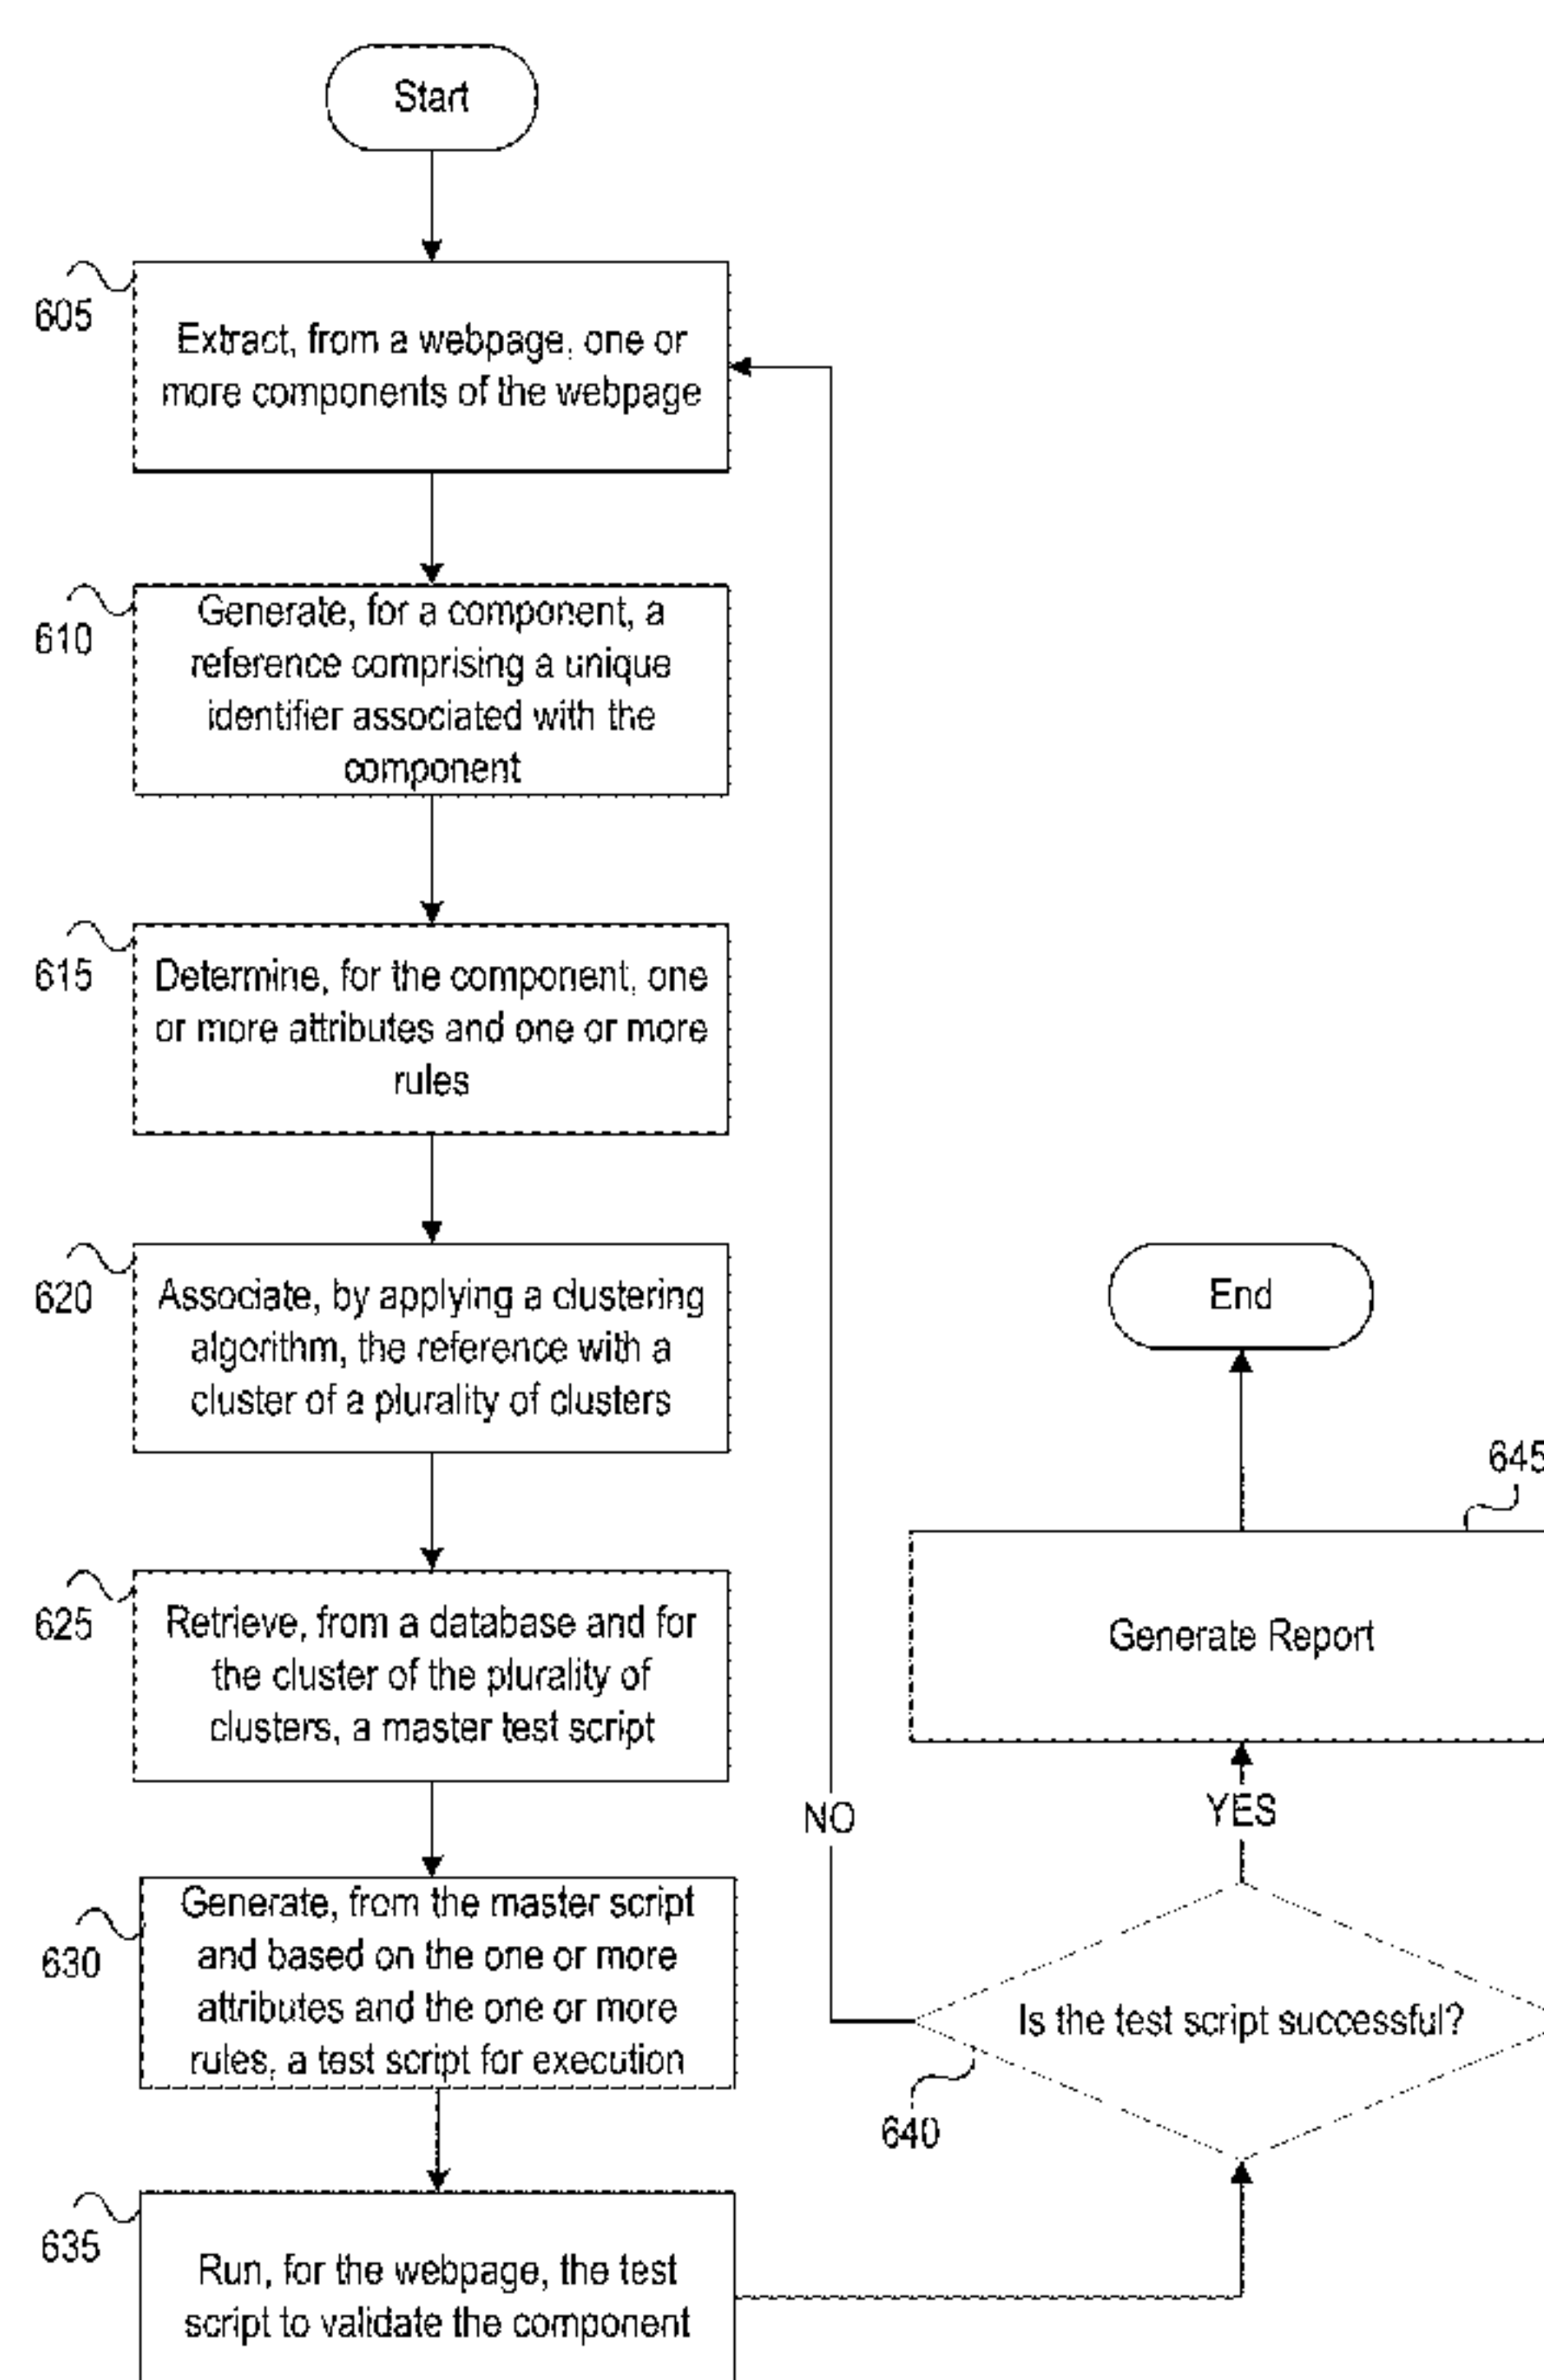 Start
605
Extract, from a webpage, one or
more components of the webpage
610
Generate, for a component, a
reference comprising a unique
identifier associated with the
component
615
Determine, for the component, one
or more attributes and one or more
rules
620
Associate, by applying a clustering
algorithm, the reference with a
cluster of a plurality of clusters
625
Retrieve, from a database and for
the cluster of the plurality of
clusters, a master test script
630
Generate, from the master script
and based on the one or more
attributes and the one or more
rules, a test script for execution
635
Run, for the webpage, the test
script to validate the component
640
Is the test script successful?
NO
YES
645
Generate Report
End